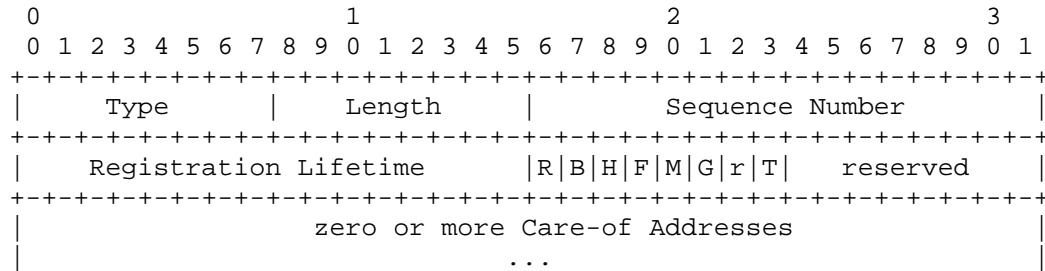 0                   1                   2                   3
 0 1 2 3 4 5 6 7 8 9 0 1 2 3 4 5 6 7 8 9 0 1 2 3 4 5 6 7 8 9 0 1
+-+-+-+-+-+-+-+-+-+-+-+-+-+-+-+-+-+-+-+-+-+-+-+-+-+-+-+-+-+-+-+-+
|     Type      |    Length     |        Sequence Number        |
+-+-+-+-+-+-+-+-+-+-+-+-+-+-+-+-+-+-+-+-+-+-+-+-+-+-+-+-+-+-+-+-+
|    Registration Lifetime      |R|B|H|F|M|G|r|T|   reserved    |
+-+-+-+-+-+-+-+-+-+-+-+-+-+-+-+-+-+-+-+-+-+-+-+-+-+-+-+-+-+-+-+-+
|                  zero or more Care-of Addresses               |
|                              ...                              |